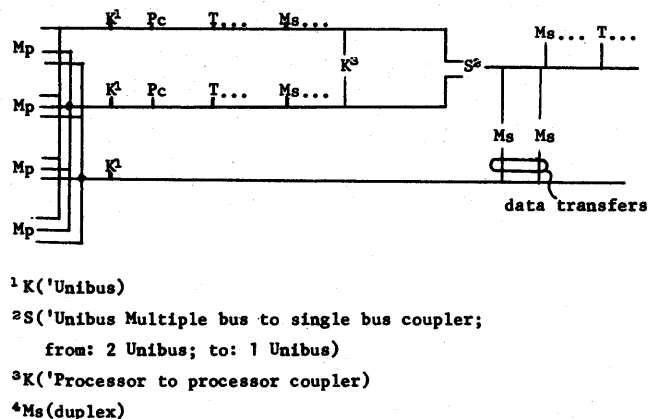 K¹ Pc T... Ms...
Ms... T...
Mp
K³ S²
K¹ Pc T... Ms...
Mp
Ms Ms
K¹
Mp
data transfers
Mp
¹K('Unibus)
²S('Unibus Multiple bus to single bus coupler;
from: 2 Unibus; to: 1 Unibus)
³K('Processor to processor coupler)
⁴Ms(duplex)